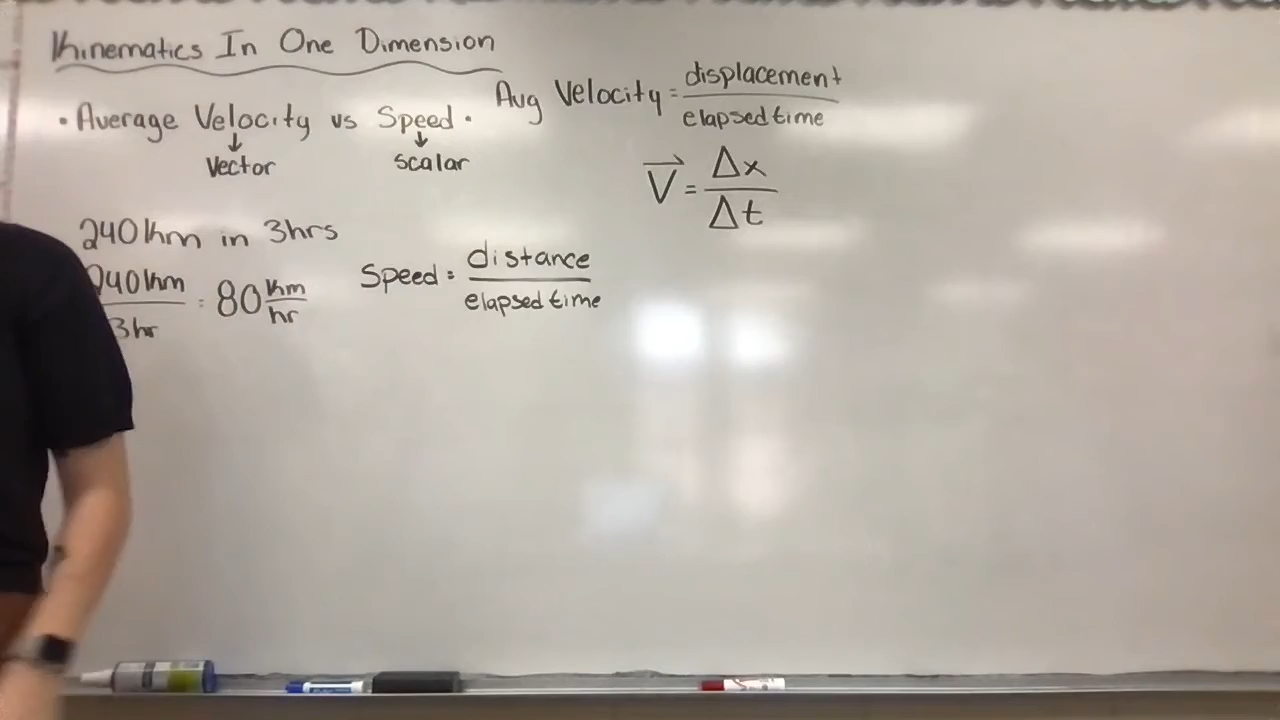 Kinematics In One Dimension
• Average Velocity vs Speed •
↓ ↓
Vector scalar
Avg Velocity = displacement / elapsed time
V⃗ = Δx / Δt
240 km in 3hrs
240 km / 3hr = 80 km/hr
Speed = distance / elapsed time